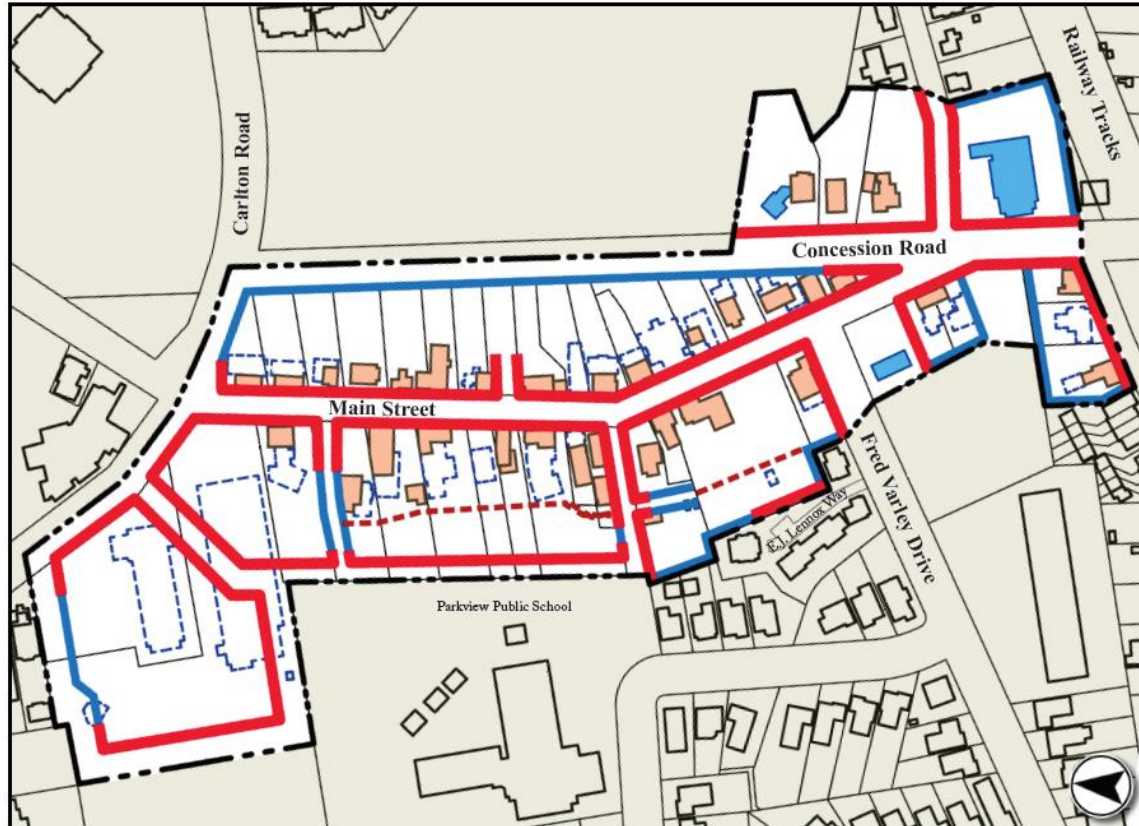 Railway Tracks
Carlton Road
Concession Road
Main Street
Fred Varley Drive
E.J. Lennox Way
Parkview Public School